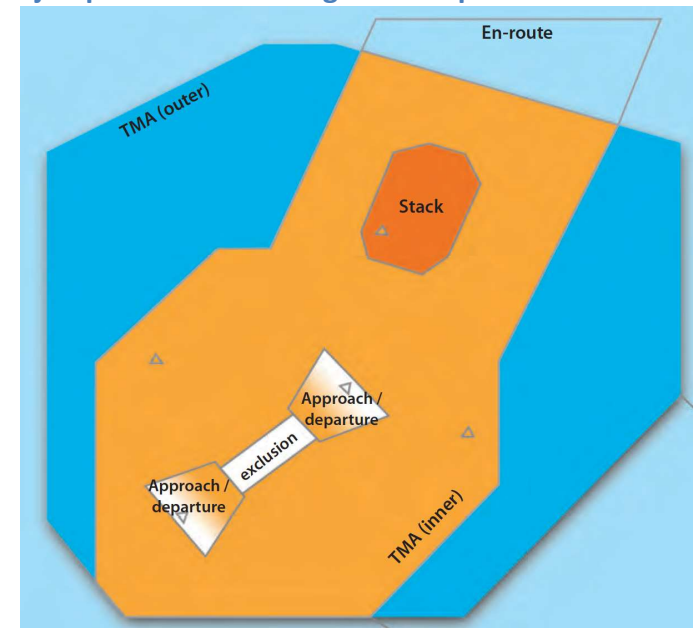 En-route
TMA (outer)
Stack
Approach /
departure
exclusion
Approach /
departure
TMA (inner)